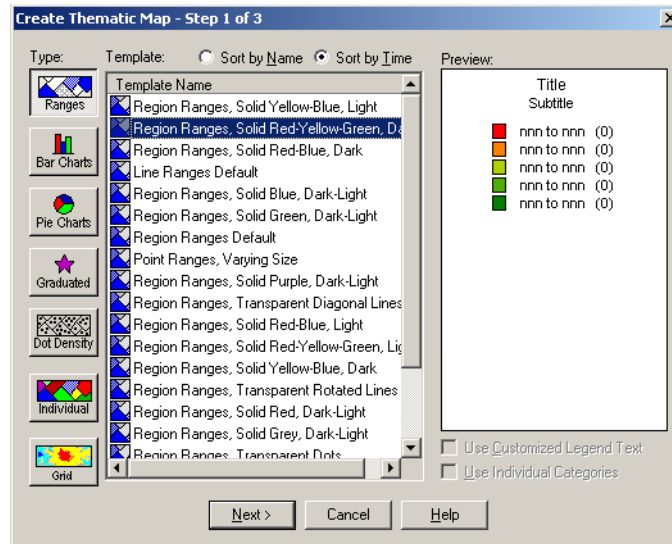 Create Thematic Map - Step 1 of 3
Type:
Ranges
Bar Charts
Pie Charts
Graduated
Dot Density
Individual
Grid
Template:
Sort by Name
Sort by Time
Template Name
Region Ranges, Solid Yellow-Blue, Light
Region Ranges, Solid Red-Yellow-Green, Da
Region Ranges, Solid Red-Blue, Dark
Line Ranges Default
Region Ranges, Solid Blue, Dark-Light
Region Ranges, Solid Green, Dark-Light
Region Ranges Default
Point Ranges, Varying Size
Region Ranges, Solid Purple, Dark-Light
Region Ranges, Transparent Diagonal Lines
Region Ranges, Solid Red-Blue, Light
Region Ranges, Solid Red-Yellow-Green, Lig
Region Ranges, Solid Yellow-Blue, Dark
Region Ranges, Transparent Rotated Lines
Region Ranges, Solid Red, Dark-Light
Region Ranges, Solid Grey, Dark-Light
Region Ranges, Transparent Dots
Preview:
Title
Subtitle
nnn to nnn (0)
nnn to nnn (0)
nnn to nnn (0)
nnn to nnn (0)
nnn to nnn (0)
Use Customized Legend Text
Use Individual Categories
Next >
Cancel
Help